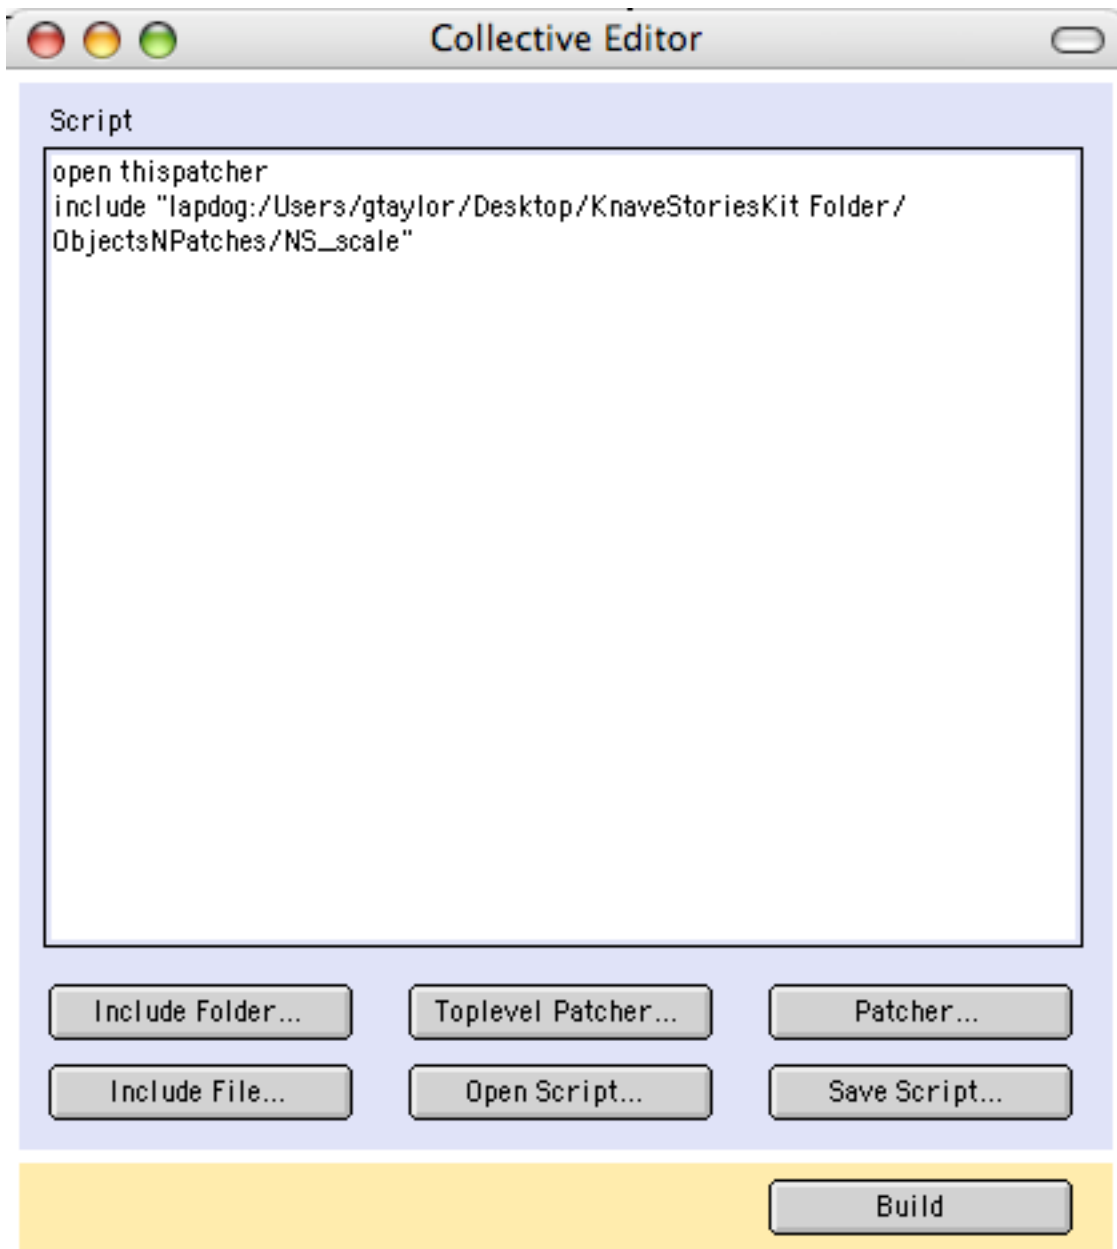 Collective Editor
Script
open thispatcher
include "lapdog:/Users/gtaylor/Desktop/KnaveStoriesKit Folder/
ObjectsNPatches/NS_scale"
Include Folder... Toplevel Patcher... Patcher...
Include File... Open Script... Save Script...
Build